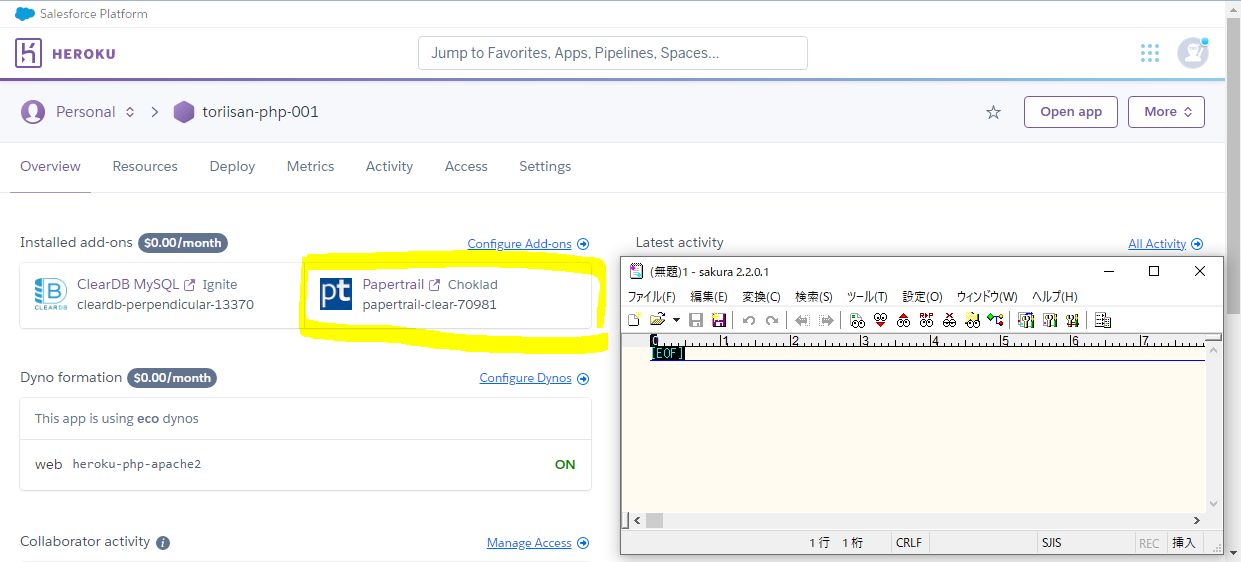 Salesforce Platform
HEROKU
Jump to Favorites, Apps, Pipelines, Spaces...
Personal
toriisan-php-001
Open app
More
Overview Resources Deploy Metrics Activity Access Settings
Installed add-ons $0.00/month
Configure Add-ons
ClearDB MySQL Ignite
cleardb-perpendicular-13370
CLEARDB
pt
Papertrail Choklad
papertrail-clear-70981
Dyno formation $0.00/month
Configure Dynos
This app is using eco dynos
web heroku-php-apache2
ON
Collaborator activity
Manage Access
Latest activity
All Activity
(無題)1 - sakura 2.2.0.1
ファイル(F) 編集(E) 変換(C) 検索(S) ツール(T) 設定(O) ウィンドウ(W) ヘルプ(H)
0 1 2 3 4 5 6 7
[EOF]
1 行 1 桁 CRLF SJIS REC 挿入